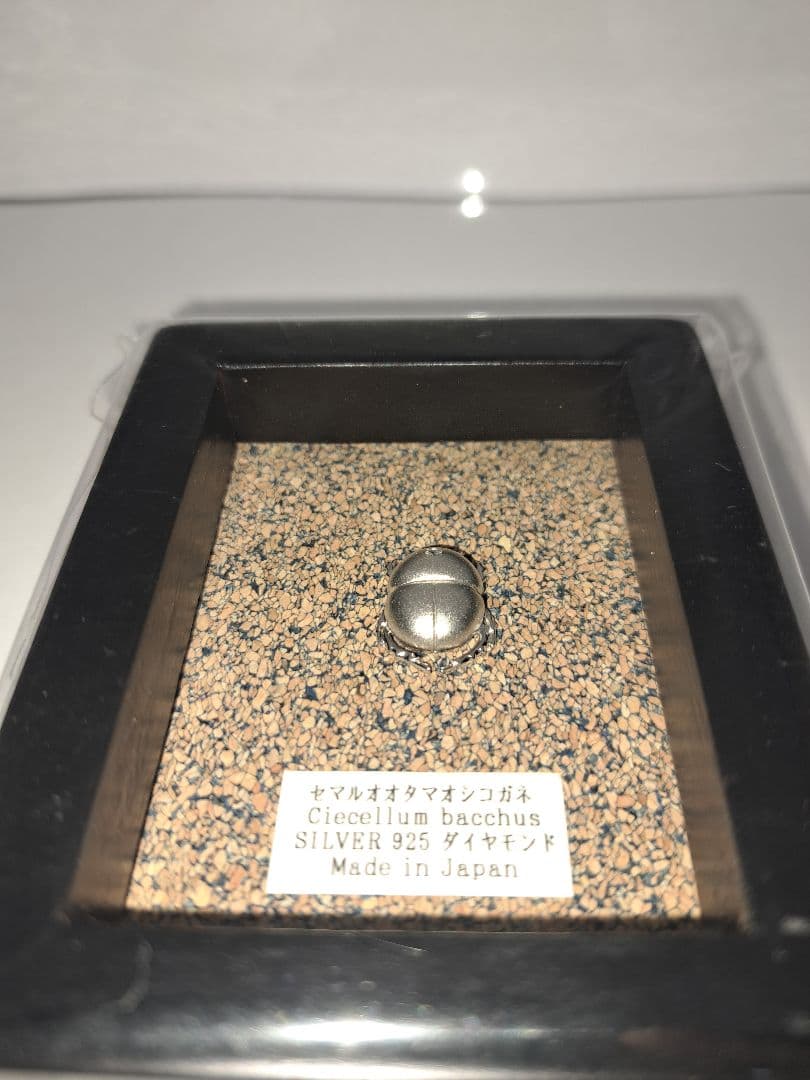 セマルオオタマオシコガネ
Ciecellum bacchus
SILVER 925 ダイヤモンド
Made in Japan